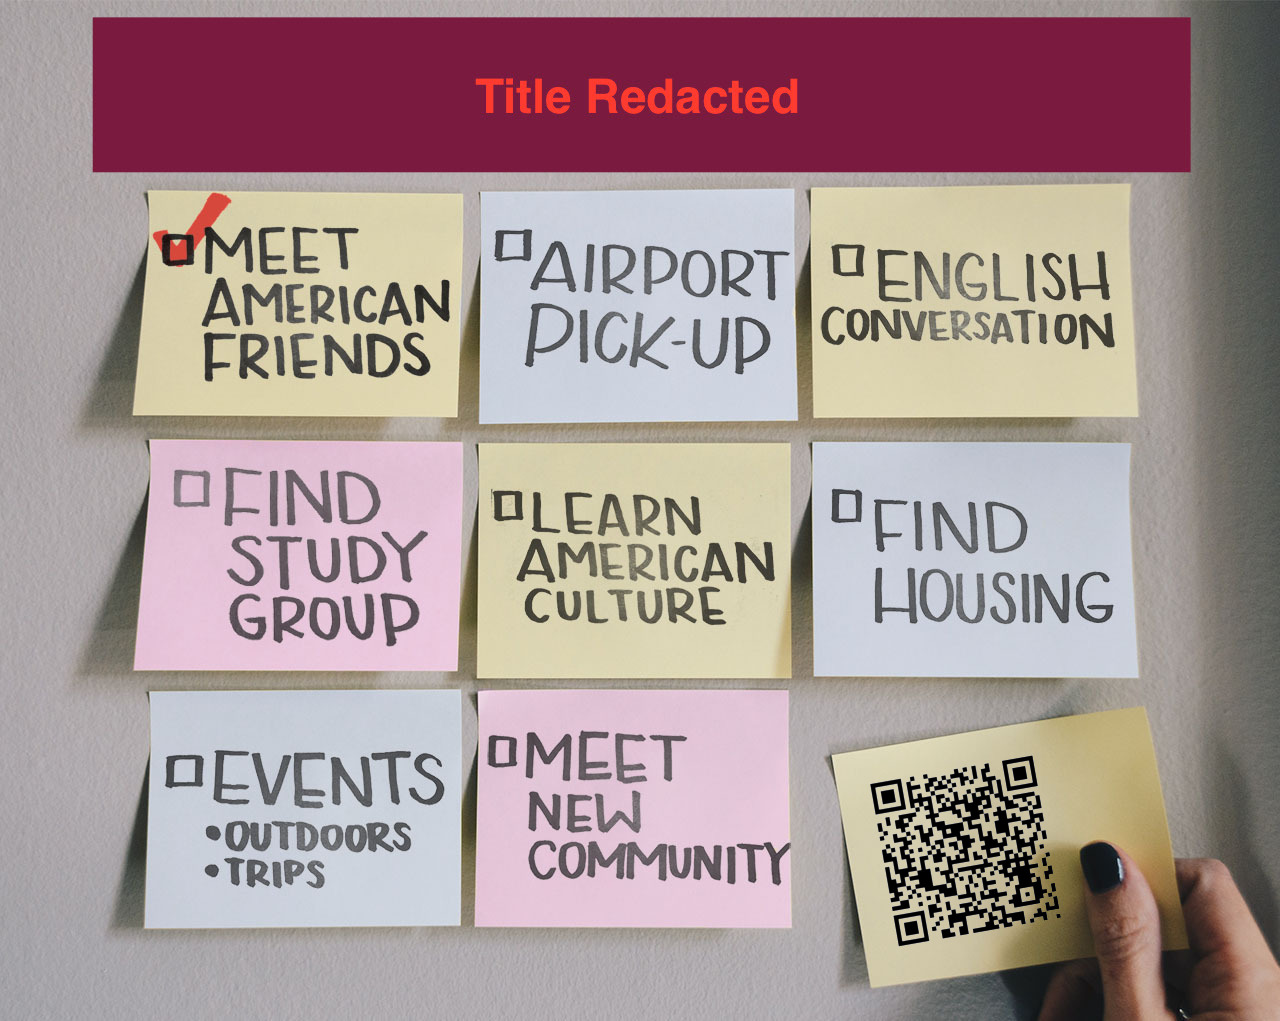 Title Redacted
MEET
AMERICAN
FRIENDS
AIRPORT
PICK-UP
ENGLISH
CONVERSATION
FIND
STUDY
GROUP
LEARN
AMERICAN
CULTURE
FIND
HOUSING
EVENTS
• OUTDOORS
• TRIPS
MEET
NEW
COMMUNITY